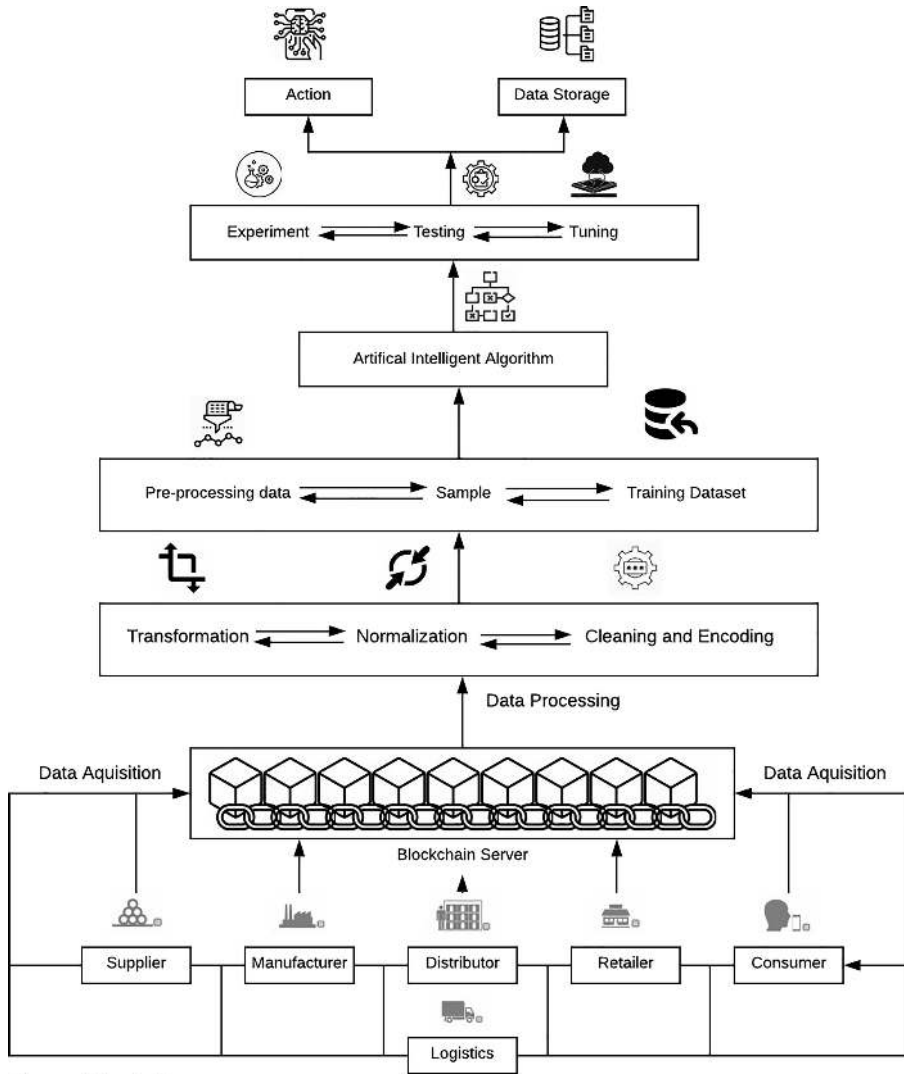 Action
Data Storage
Experiment
Testing
Tuning
Artifical Intelligent Algorithm
Pre-processing data
Sample
Training Dataset
Transformation
Normalization
Cleaning and Encoding
Data Processing
Data Aquisition
Data Aquisition
Blockchain Server
Supplier
Manufacturer
Distributor
Retailer
Consumer
Logistics